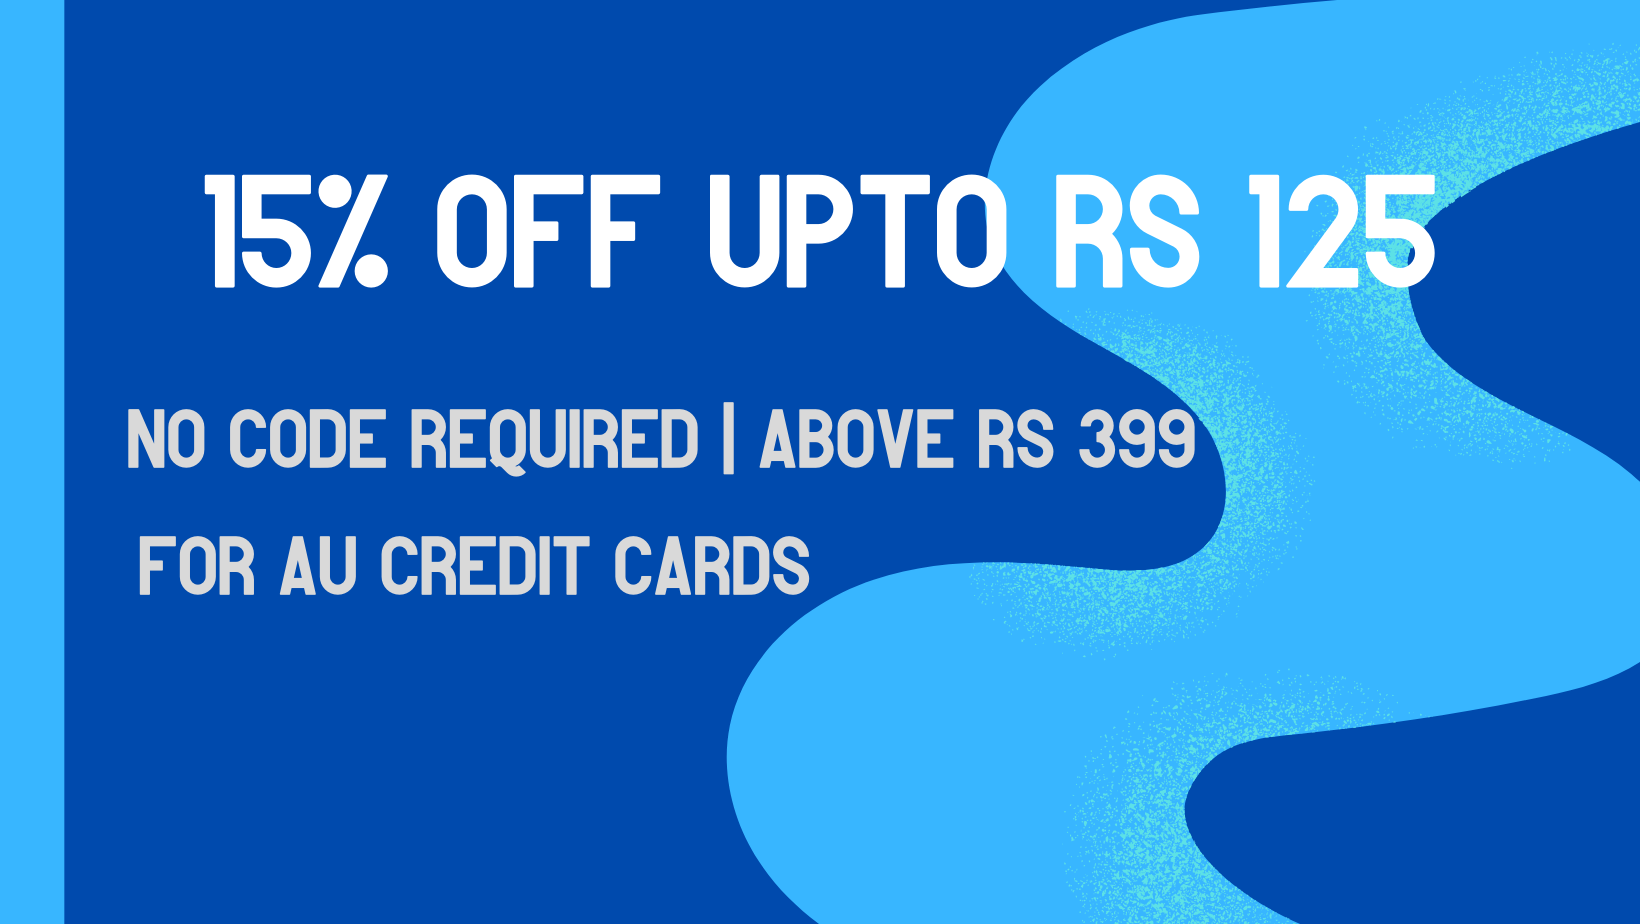 15% OFF UPTO RS 125
NO CODE REQUIRED | ABOVE RS 399
FOR AU CREDIT CARDS